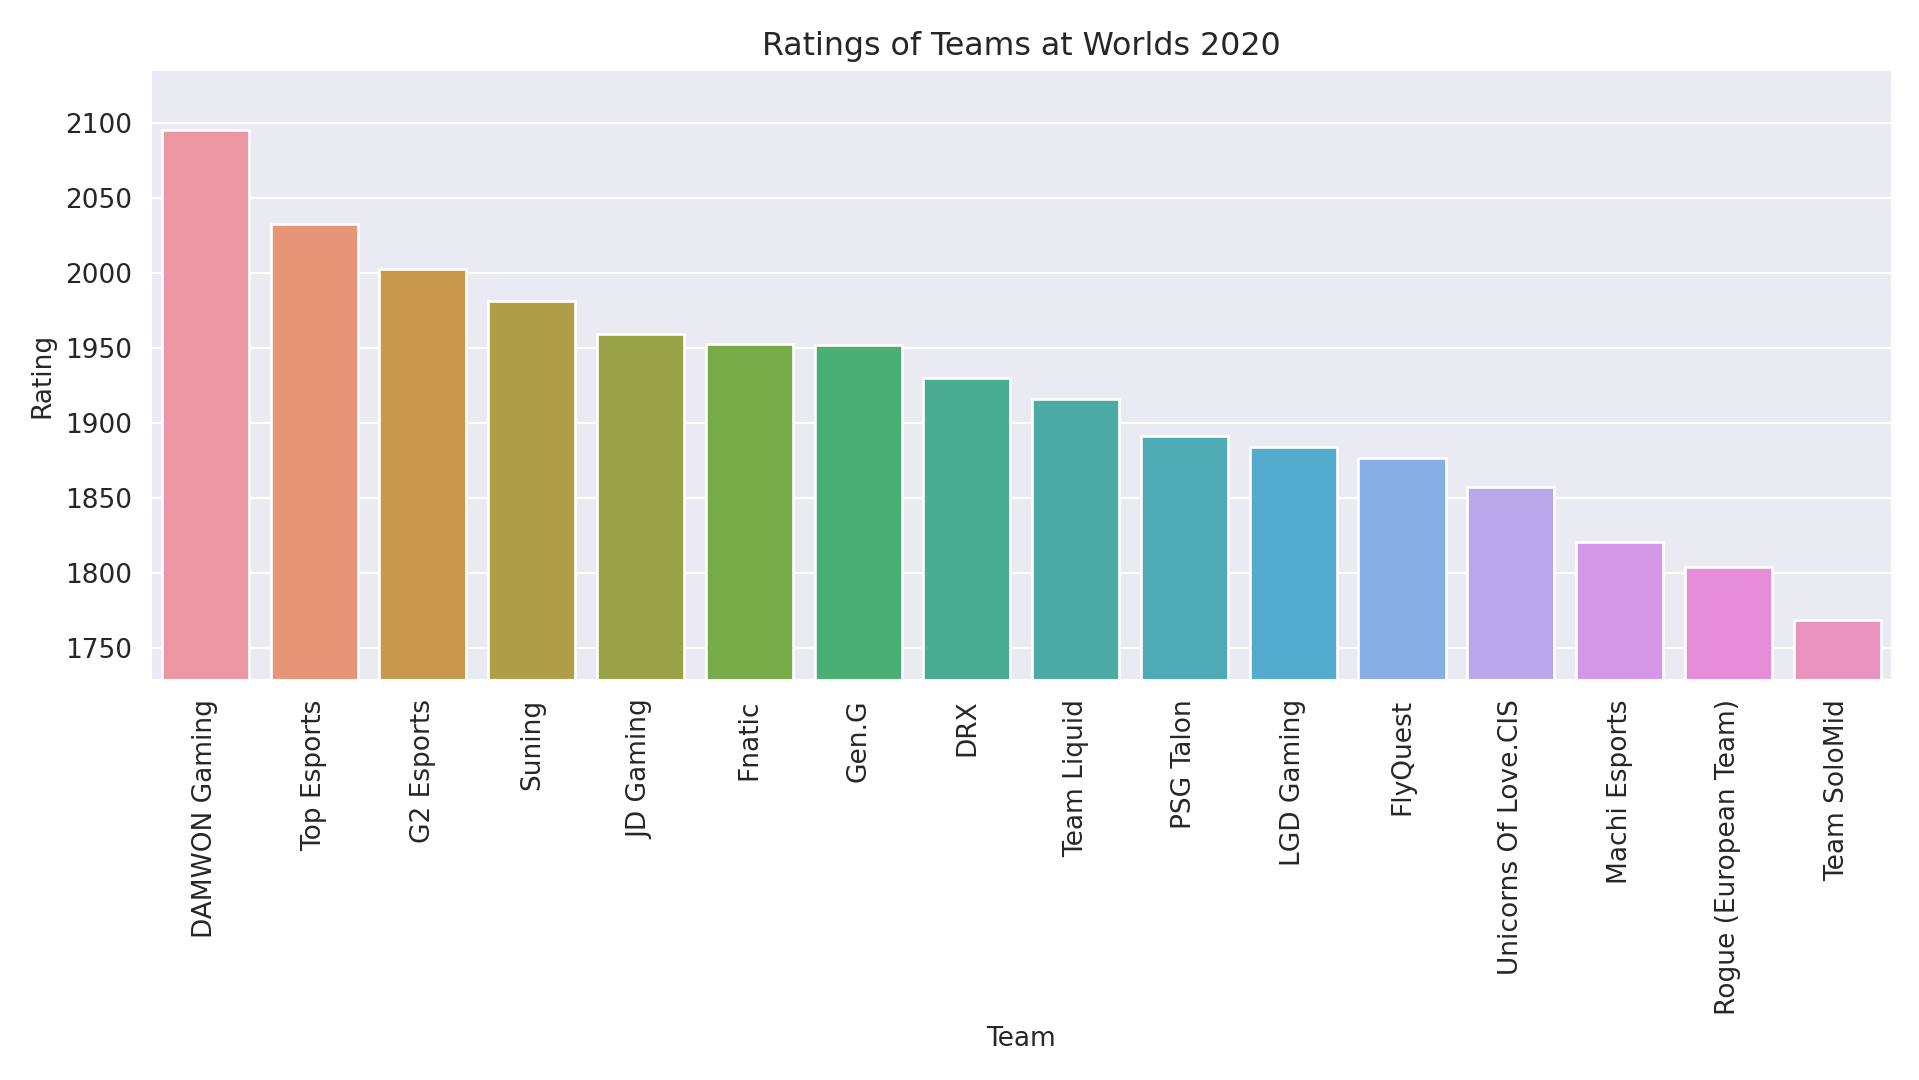 Ratings of Teams at Worlds 2020
2100
2050
2000
1950
1900
1850
1800
1750
Rating
DAMWON Gaming
Top Esports
G2 Esports
Suning
JD Gaming
Fnatic
Gen.G
DRX
Team Liquid
PSG Talon
LGD Gaming
FlyQuest
Unicorns Of Love.CIS
Machi Esports
Rogue (European Team)
Team SoloMid
Team